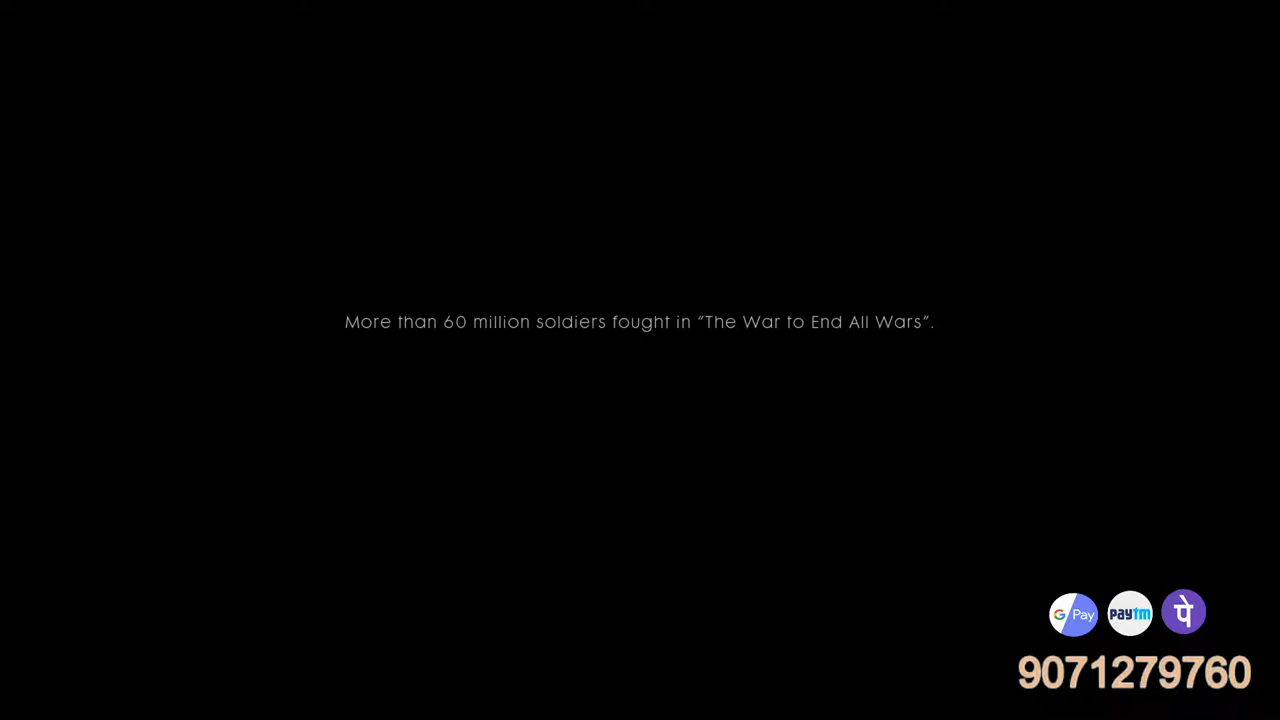 More than 60 million soldiers fought in “The War to End All Wars”.
G Pay paytm पे
9071279760